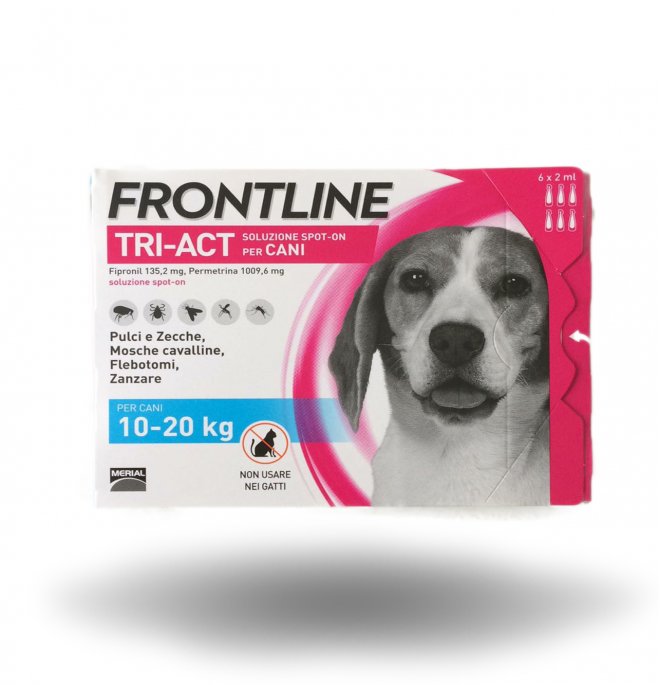 6 x 2 ml
FRONTLINE
TRI-ACT
SOLUZIONE SPOT-ON
PER CANI
Fipronil 135,2 mg, Permetrina 1009,6 mg
soluzione spot-on
Pulci e Zecche,
Mosche cavalline,
Flebotomi,
Zanzare
PER CANI
10-20 kg
NON USARE
NEI GATTI
MERIAL